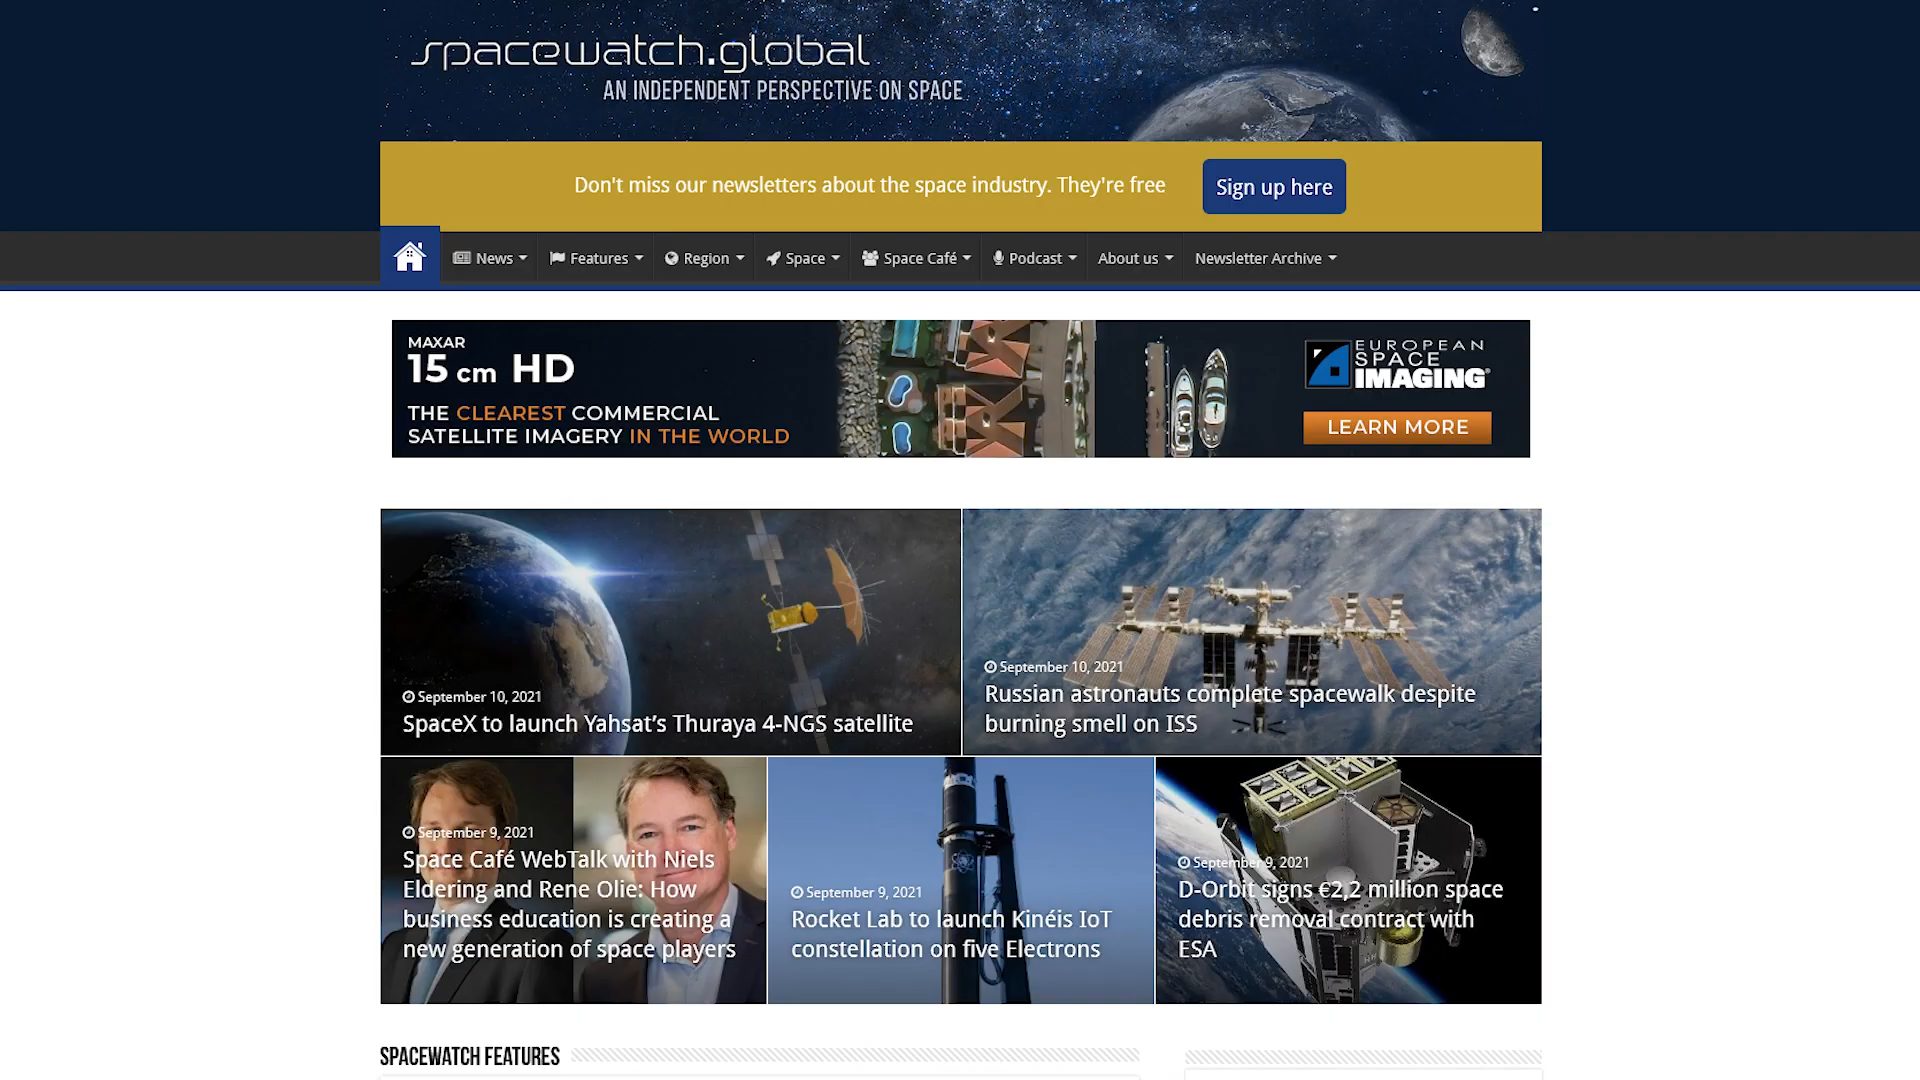 spacewatch.global
AN INDEPENDENT PERSPECTIVE ON SPACE
Don't miss our newsletters about the space industry. They're free
Sign up here
News
Features
Region
Space
Space Café
Podcast
About us
Newsletter Archive
MAXAR
15 cm HD
THE CLEAREST COMMERCIAL
SATELLITE IMAGERY IN THE WORLD
EUROPEAN
SPACE
IMAGING®
LEARN MORE
September 10, 2021
SpaceX to launch Yahsat’s Thuraya 4-NGS satellite
September 10, 2021
Russian astronauts complete spacewalk despite
burning smell on ISS
September 9, 2021
Space Café WebTalk with Niels
Eldering and Rene Olie: How
business education is creating a
new generation of space players
September 9, 2021
Rocket Lab to launch Kinéis IoT
constellation on five Electrons
September 9, 2021
D-Orbit signs €2,2 million space
debris removal contract with
ESA
SPACEWATCH FEATURES